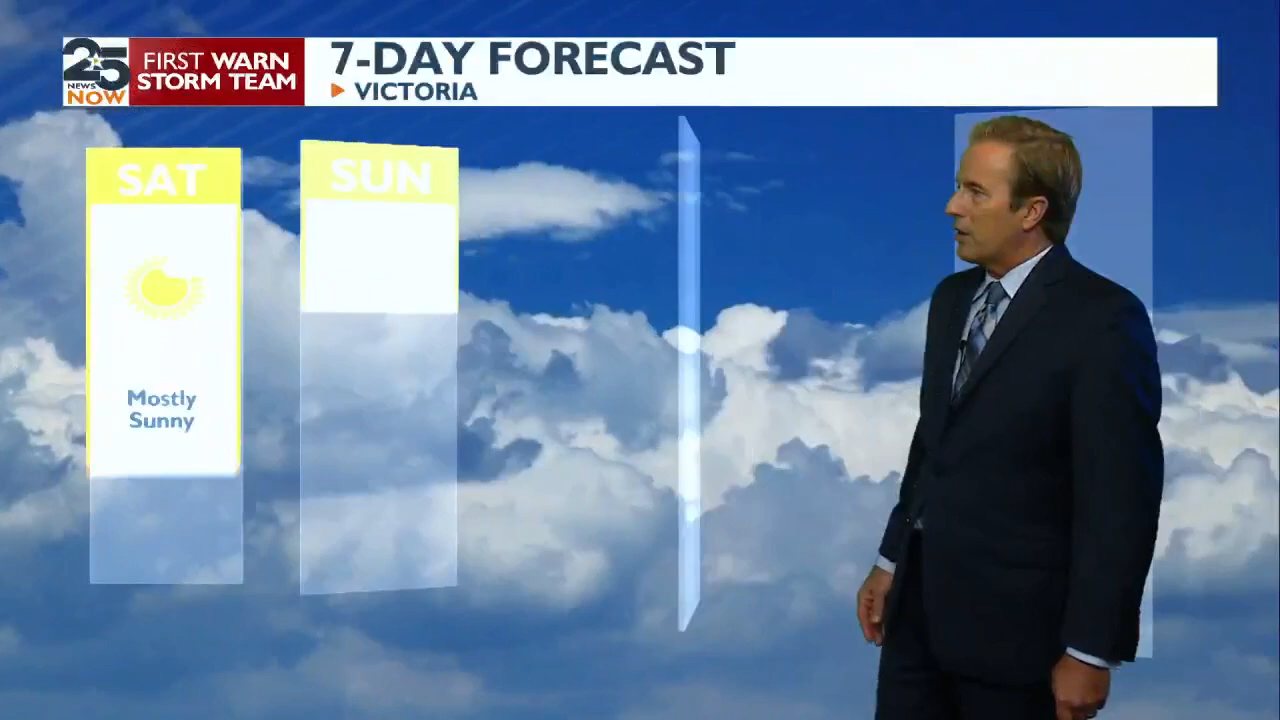 25
NEWS
NOW
FIRST WARN
STORM TEAM
7-DAY FORECAST
VICTORIA
SAT
SUN
Mostly
Sunny